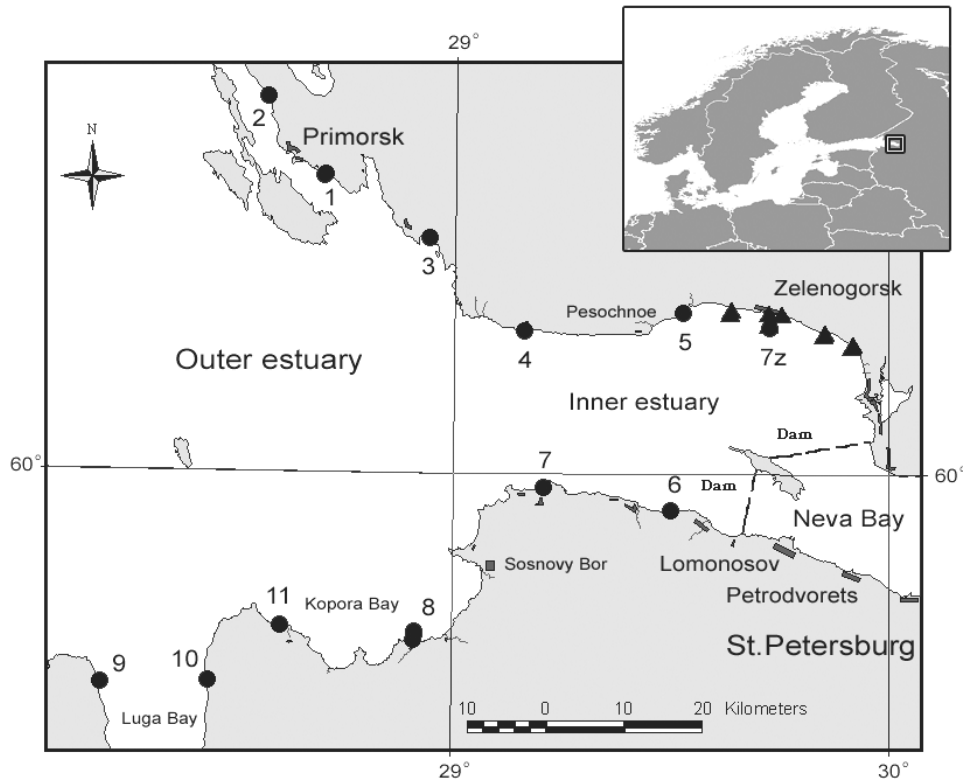 29°
N
2
Primorsk
1
3
Zelenogorsk
Pesochnoe
5
4
7z
Outer estuary
Inner estuary
Dam
60°
60°
7
Dam
6
Neva Bay
Sosnovy Bor
Lomonosov
Petrodvorets
11
Kopora Bay
8
St.Petersburg
9
10
Luga Bay
10 0 10 20 Kilometers
29°
30°